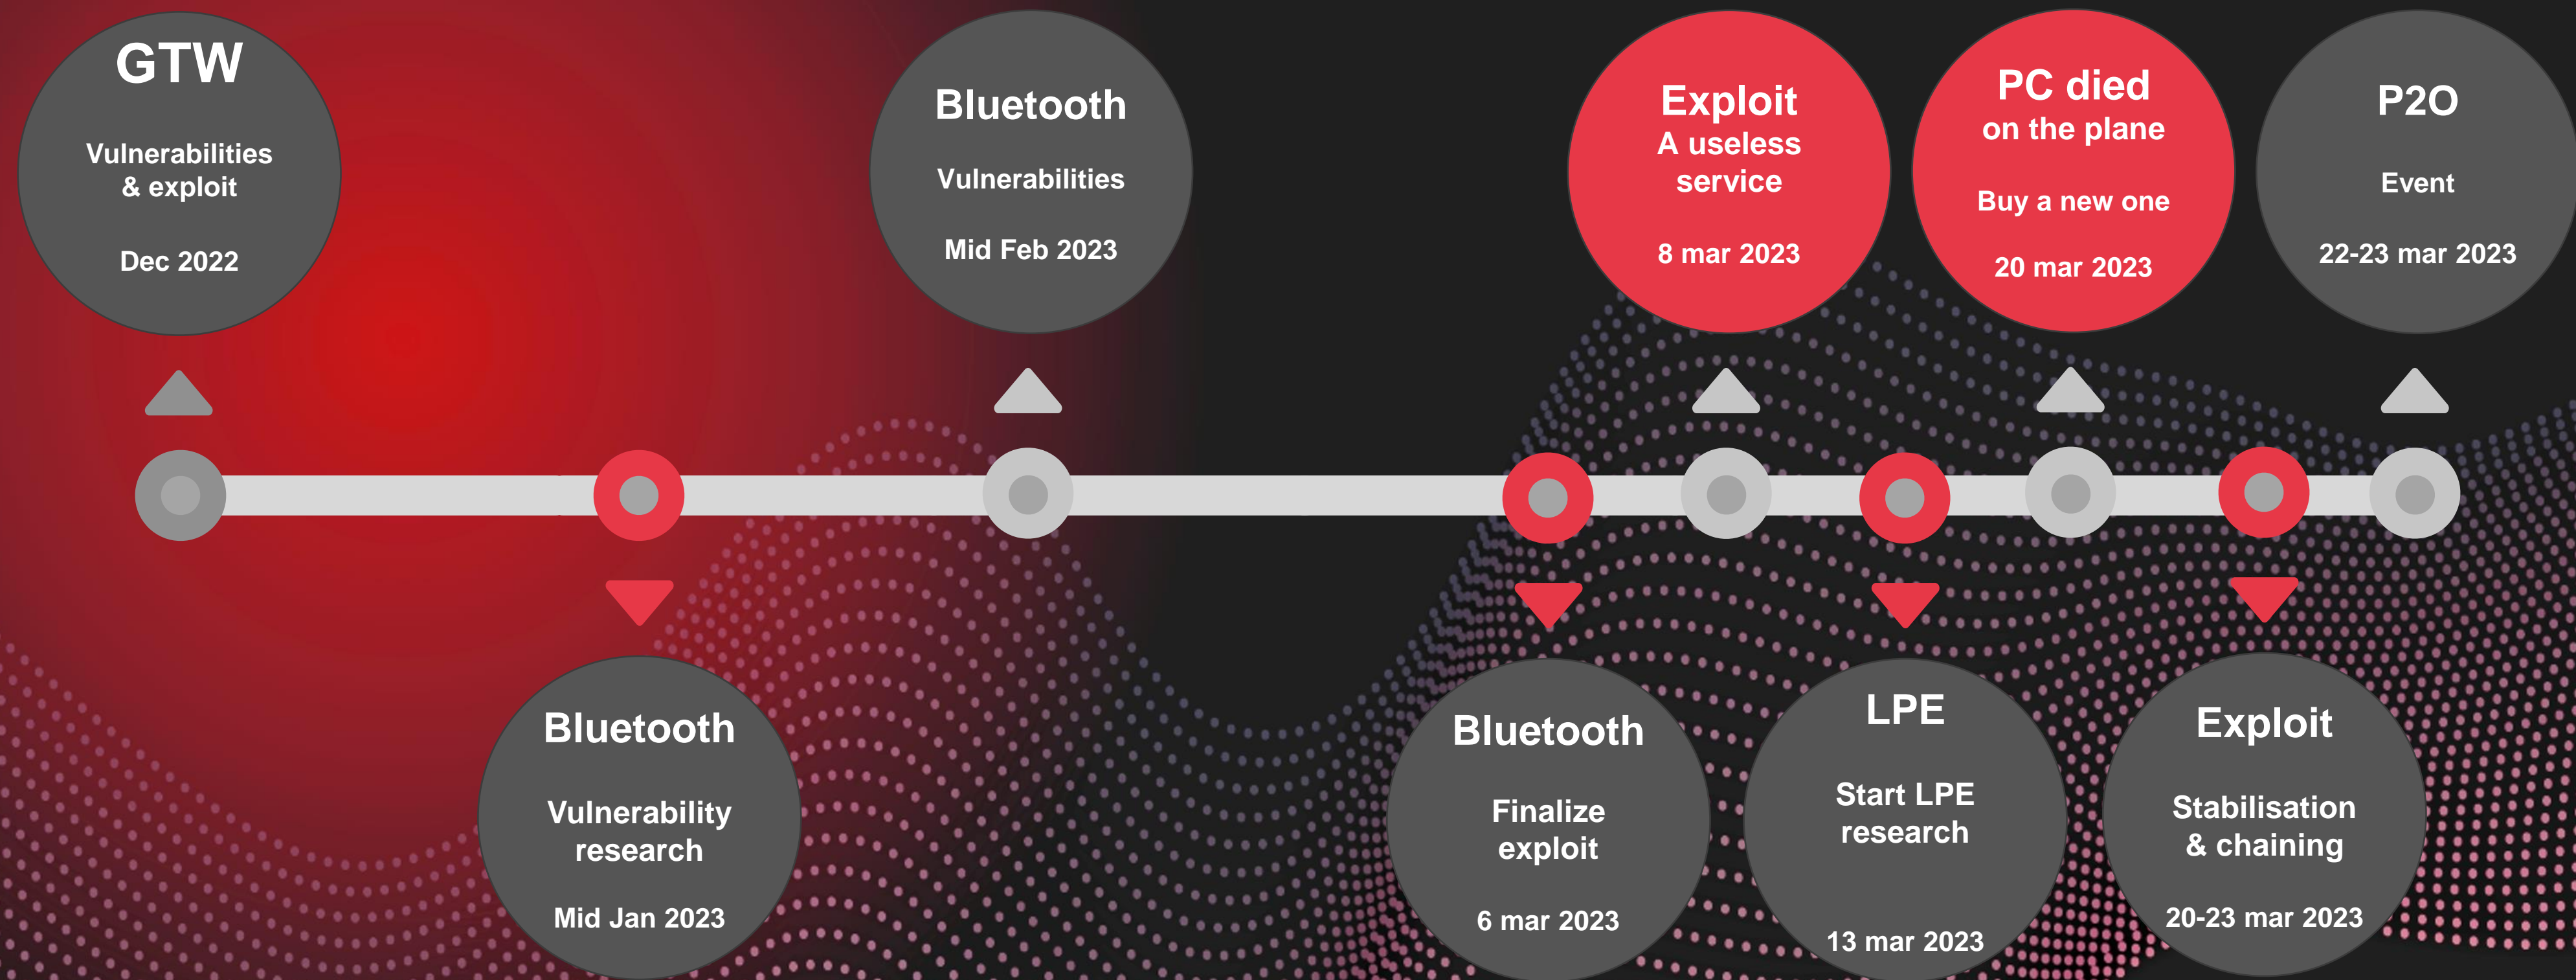 GTW
Vulnerabilities
& exploit
Dec 2022
Bluetooth
Vulnerability
research
Mid Jan 2023
Bluetooth
Vulnerabilities
Mid Feb 2023
Bluetooth
Finalize
exploit
6 mar 2023
Exploit
A useless
service
8 mar 2023
LPE
Start LPE
research
13 mar 2023
PC died
on the plane
Buy a new one
20 mar 2023
Exploit
Stabilisation
& chaining
20-23 mar 2023
P2O
Event
22-23 mar 2023